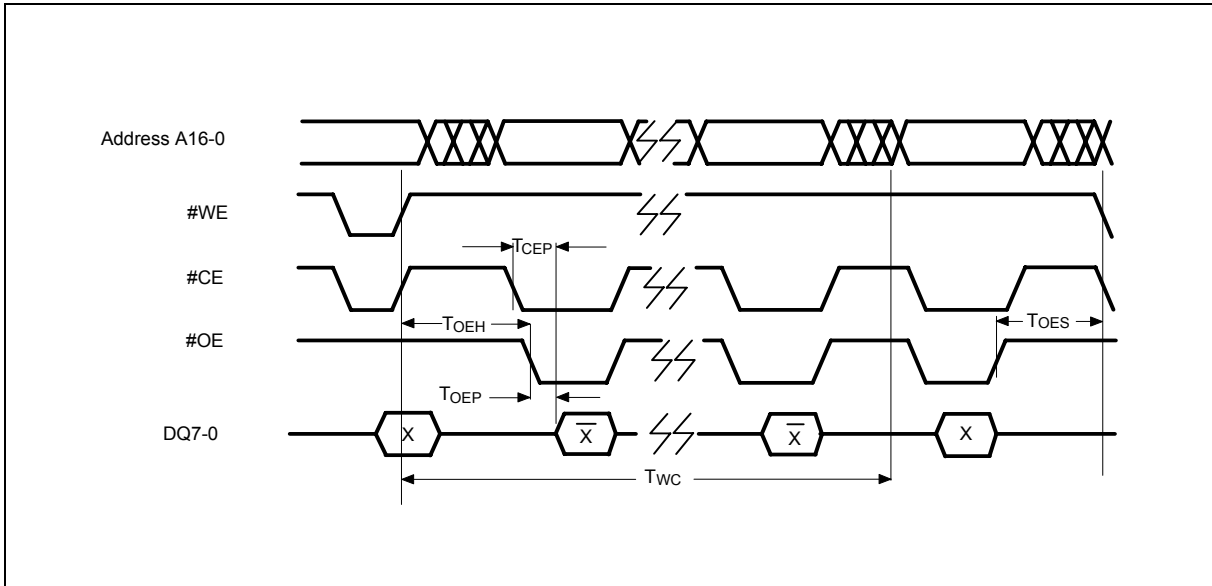 Address A16-0
#WE
TCEP
#CE
TOEH
TOES
#OE
TOEP
DQ7-0
X
X̅
X̅
X
TWC